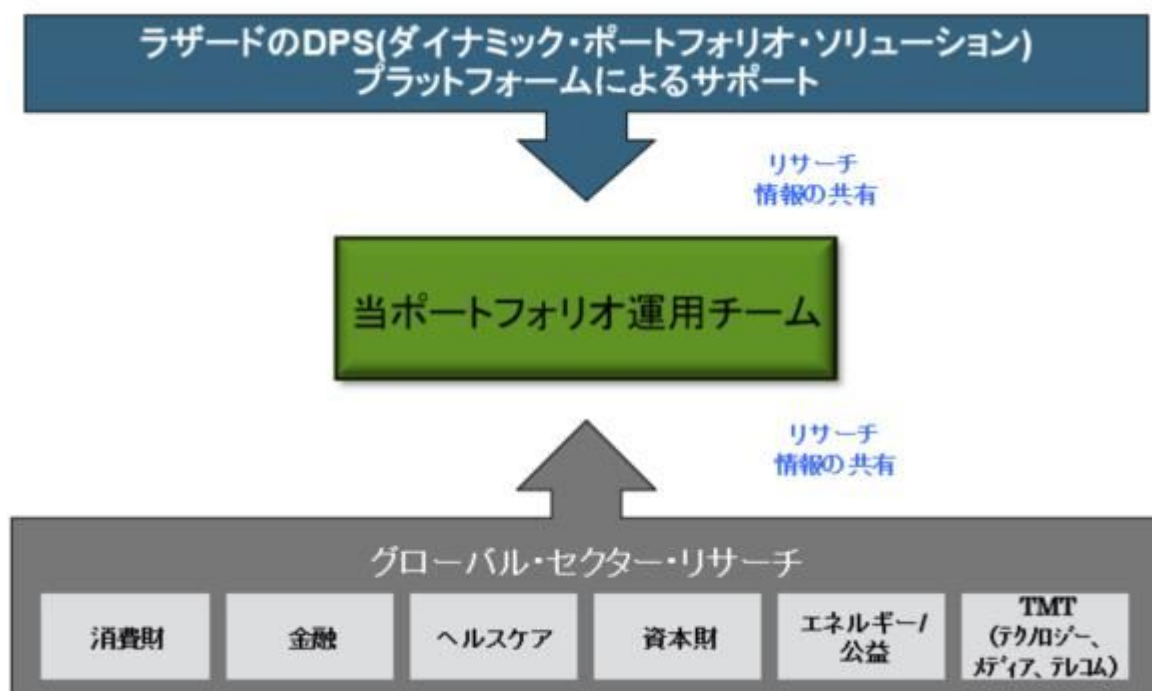 ラザードのDPS(ダイナミック・ポートフォリオ・ソリューション)
プラットフォームによるサポート
リサーチ
情報の共有
当ポートフォリオ運用チーム
リサーチ
情報の共有
グローバル・セクター・リサーチ
消費財
金融
ヘルスケア
資本財
エネルギー/
公益
TMT
(テクノロジー、
メディア、テレコム)